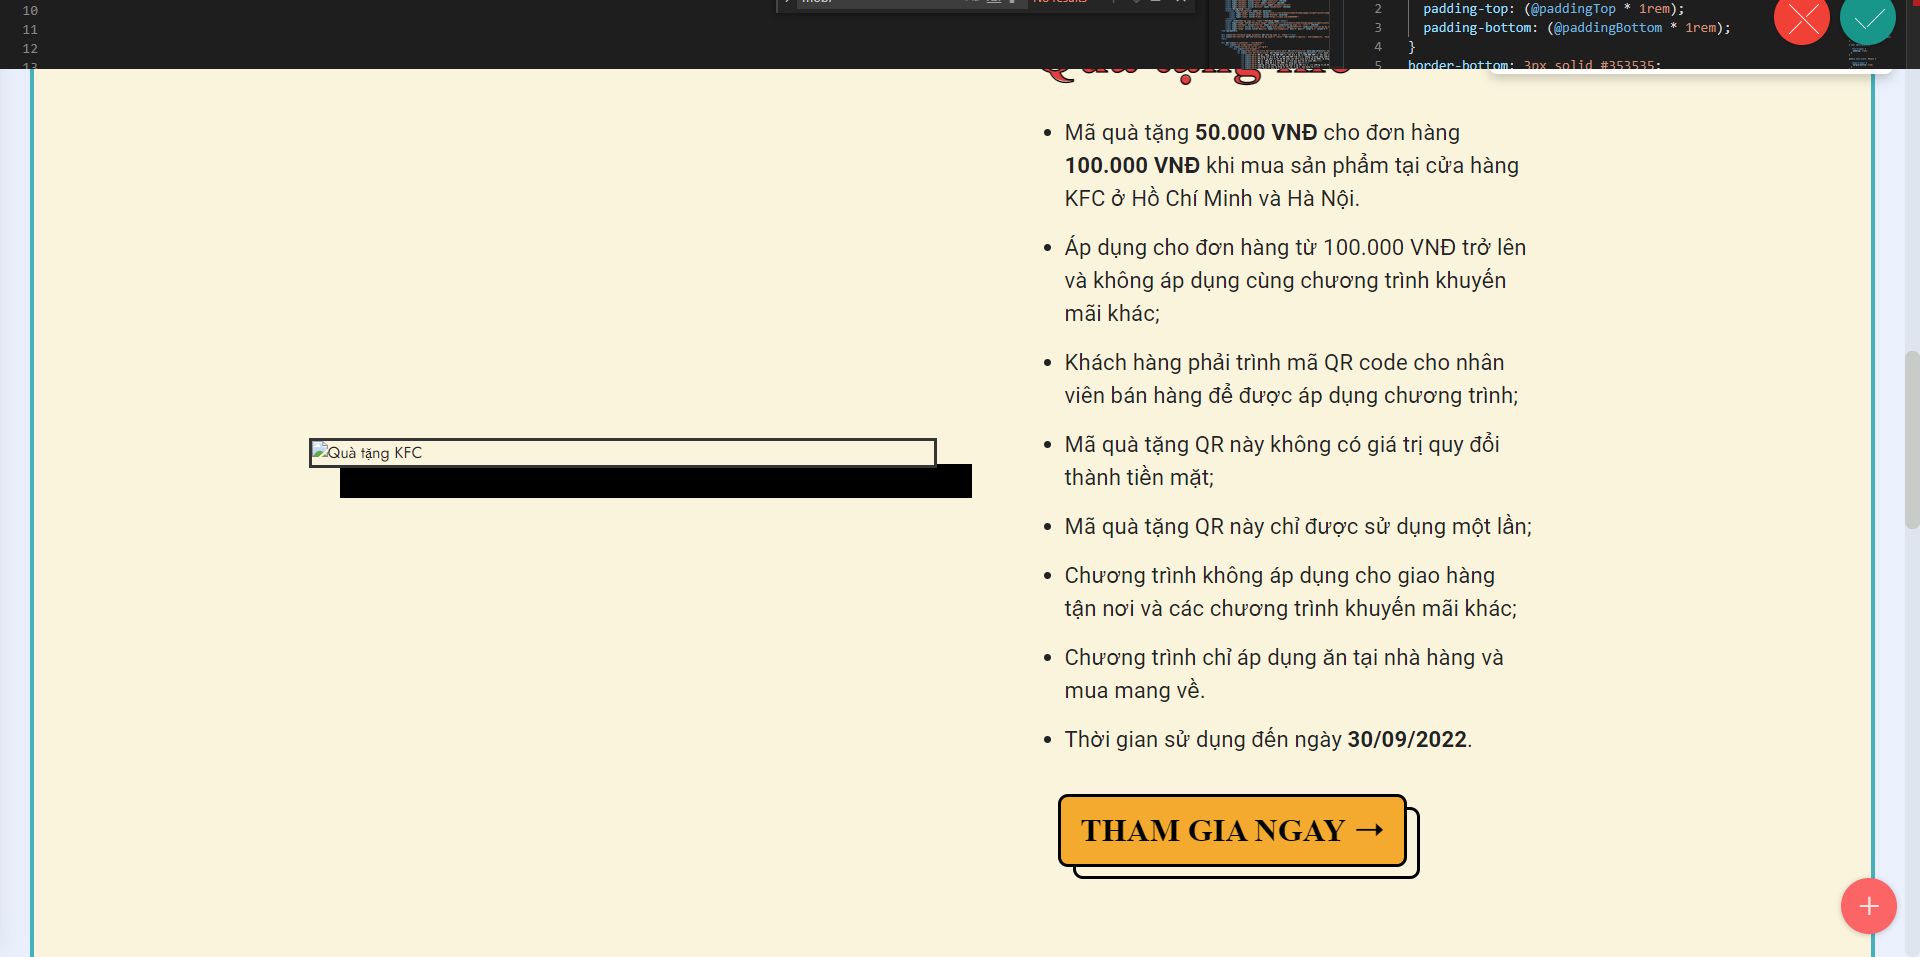 10
11
12
13
No results
2
padding-top: (@paddingTop * 1rem);
3
padding-bottom: (@paddingBottom * 1rem);
4
}
5
border-bottom: 3px solid #353535;
Quà tặng KFC
• Mã quà tặng 50.000 VNĐ cho đơn hàng
100.000 VNĐ khi mua sản phẩm tại cửa hàng
KFC ở Hồ Chí Minh và Hà Nội.
• Áp dụng cho đơn hàng từ 100.000 VNĐ trở lên
và không áp dụng cùng chương trình khuyến
mãi khác;
• Khách hàng phải trình mã QR code cho nhân
viên bán hàng để được áp dụng chương trình;
• Mã quà tặng QR này không có giá trị quy đổi
thành tiền mặt;
• Mã quà tặng QR này chỉ được sử dụng một lần;
• Chương trình không áp dụng cho giao hàng
tận nơi và các chương trình khuyến mãi khác;
• Chương trình chỉ áp dụng ăn tại nhà hàng và
mua mang về.
• Thời gian sử dụng đến ngày 30/09/2022.
Quà tặng KFC
THAM GIA NGAY →